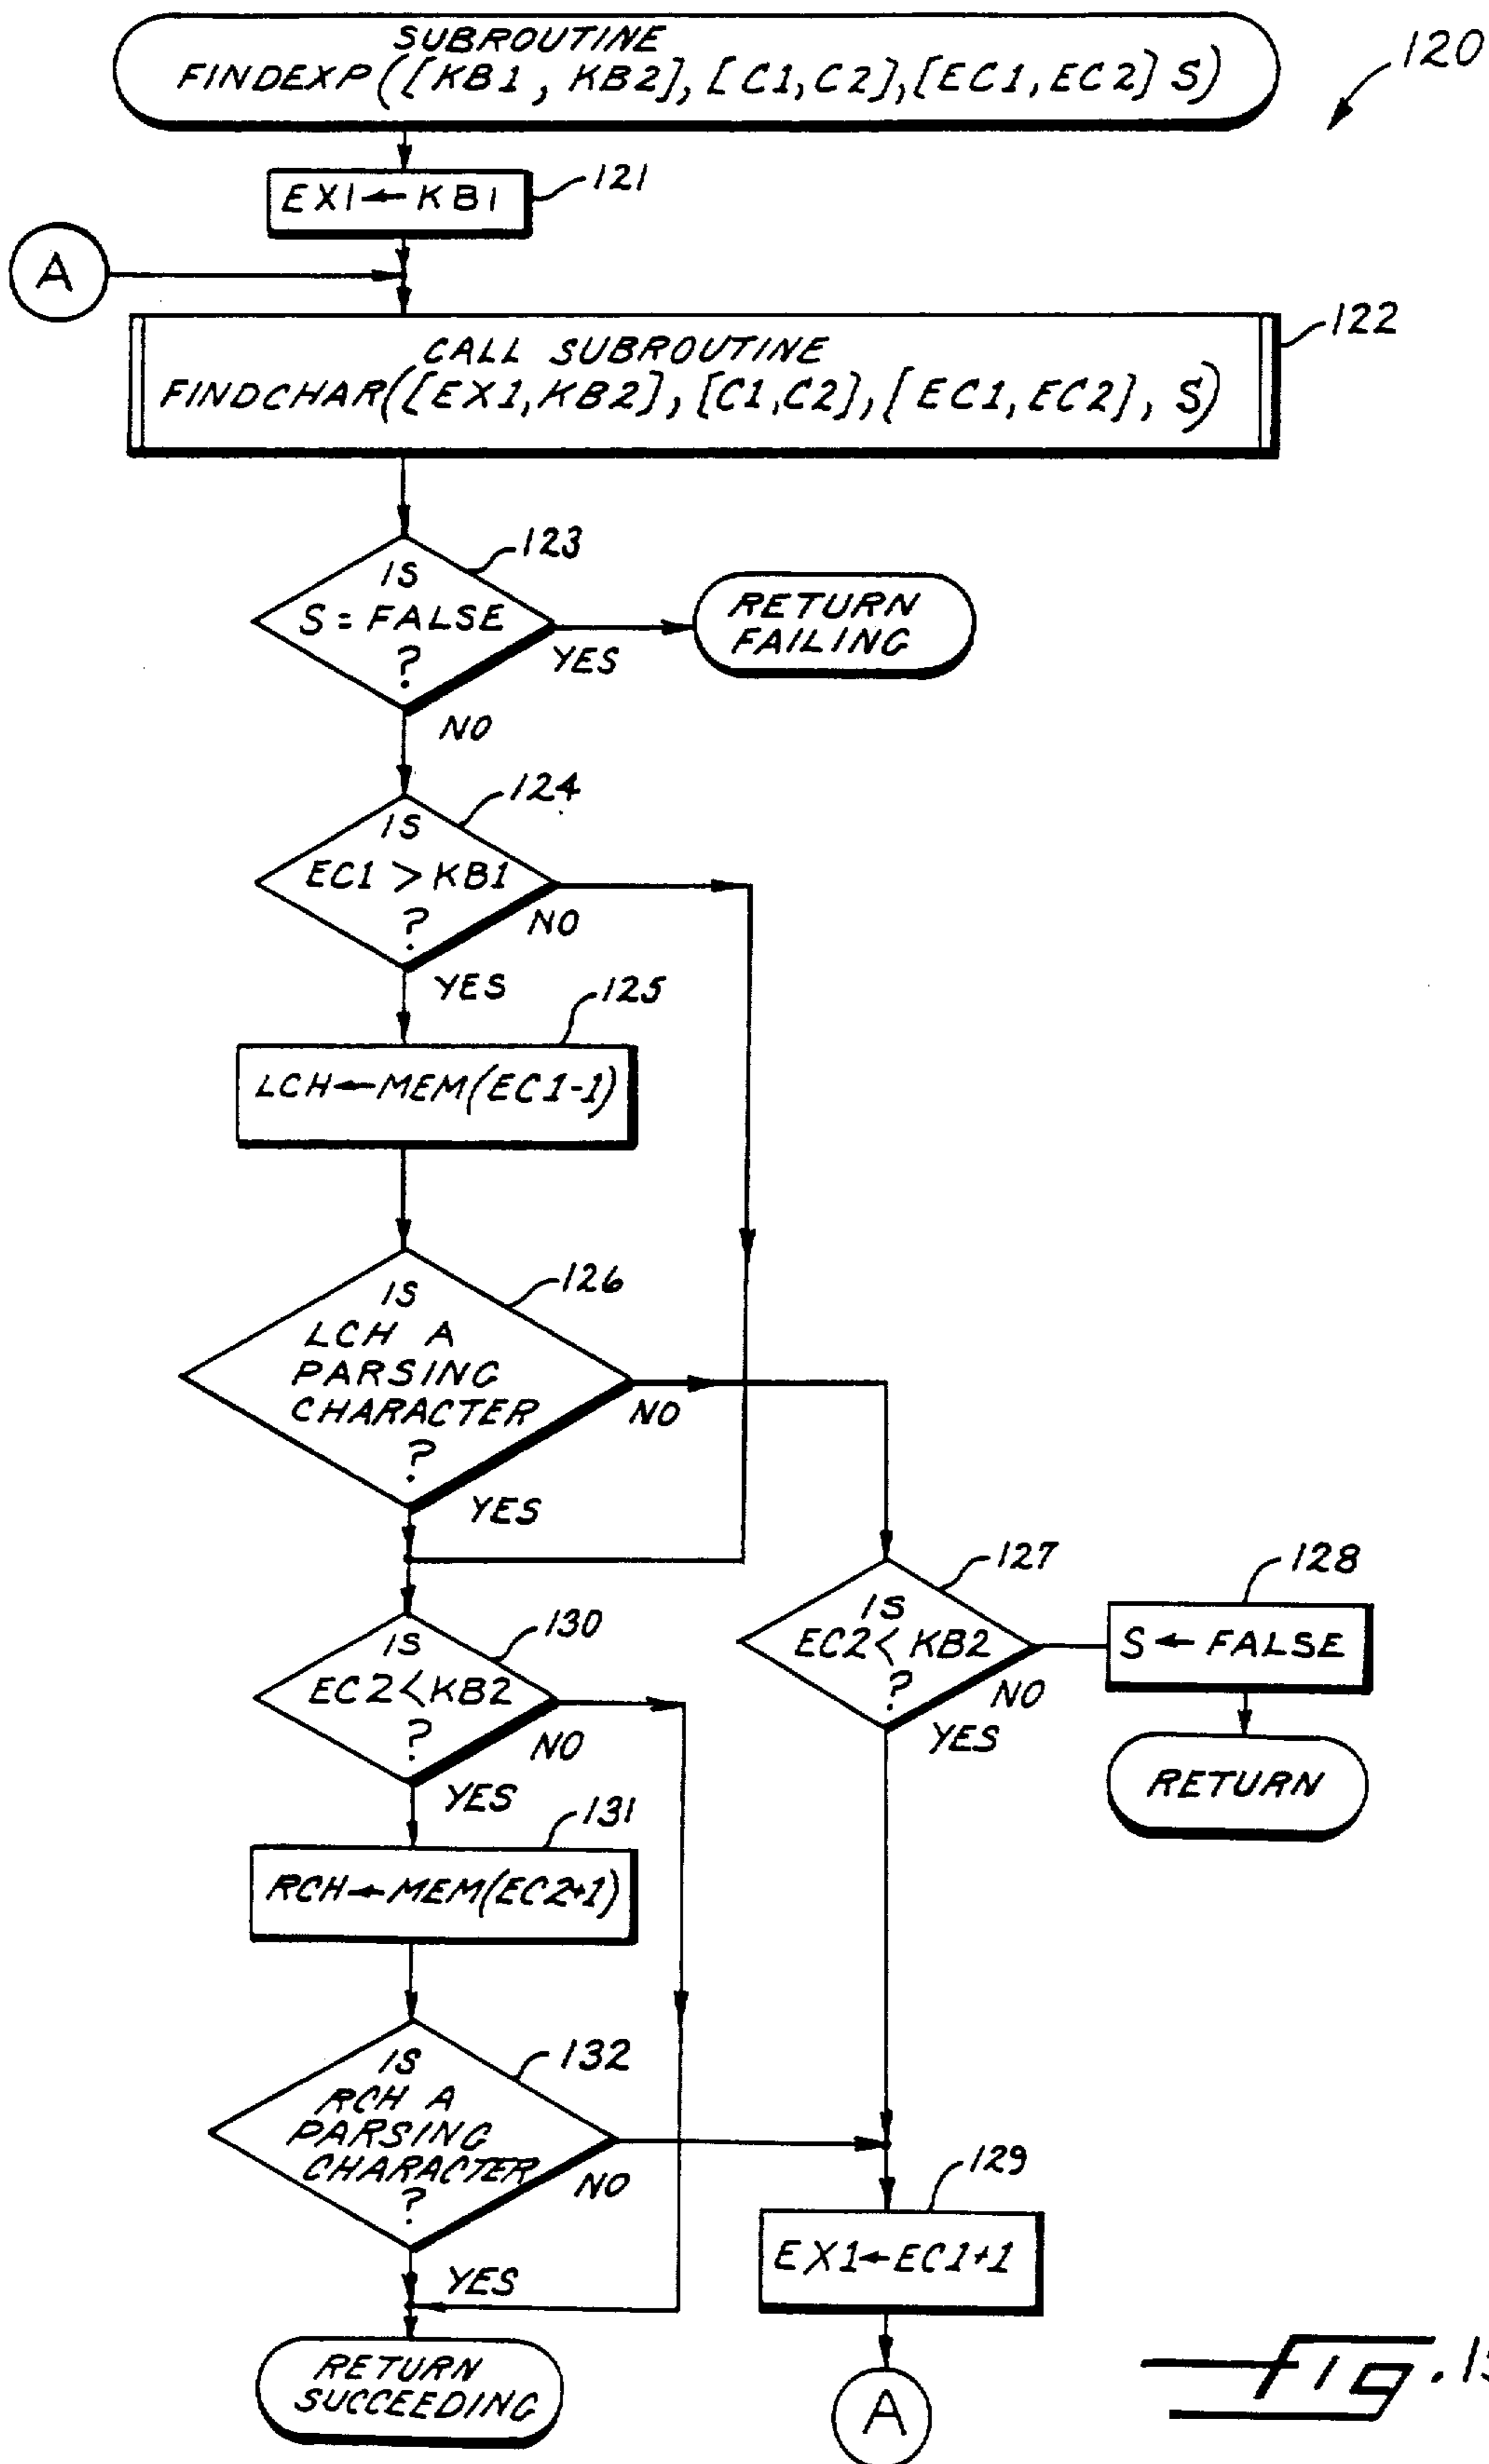 SUBROUTINE
FINDEXP([KB1, KB2],[C1,C2],[EC1,EC2] S)
120
EX1←KB1
121
A
CALL SUBROUTINE
FINDCHAR([EX1,KB2],[C1,C2],[EC1,EC2], S)
122
IS
S = FALSE
?
123
YES
NO
RETURN
FAILING
IS
EC1 > KB1
?
124
NO
YES
LCH←MEM(EC1-1)
125
IS
LCH A
PARSING
CHARACTER
?
126
NO
YES
IS
EC2< KB2
?
127
NO
YES
S ← FALSE
128
RETURN
IS
EC2<KB2
?
130
NO
YES
RCH←MEM(EC2+1)
131
IS
RCH A
PARSING
CHARACTER
?
132
NO
YES
EX1←EC1+1
129
RETURN
SUCCEEDING
A